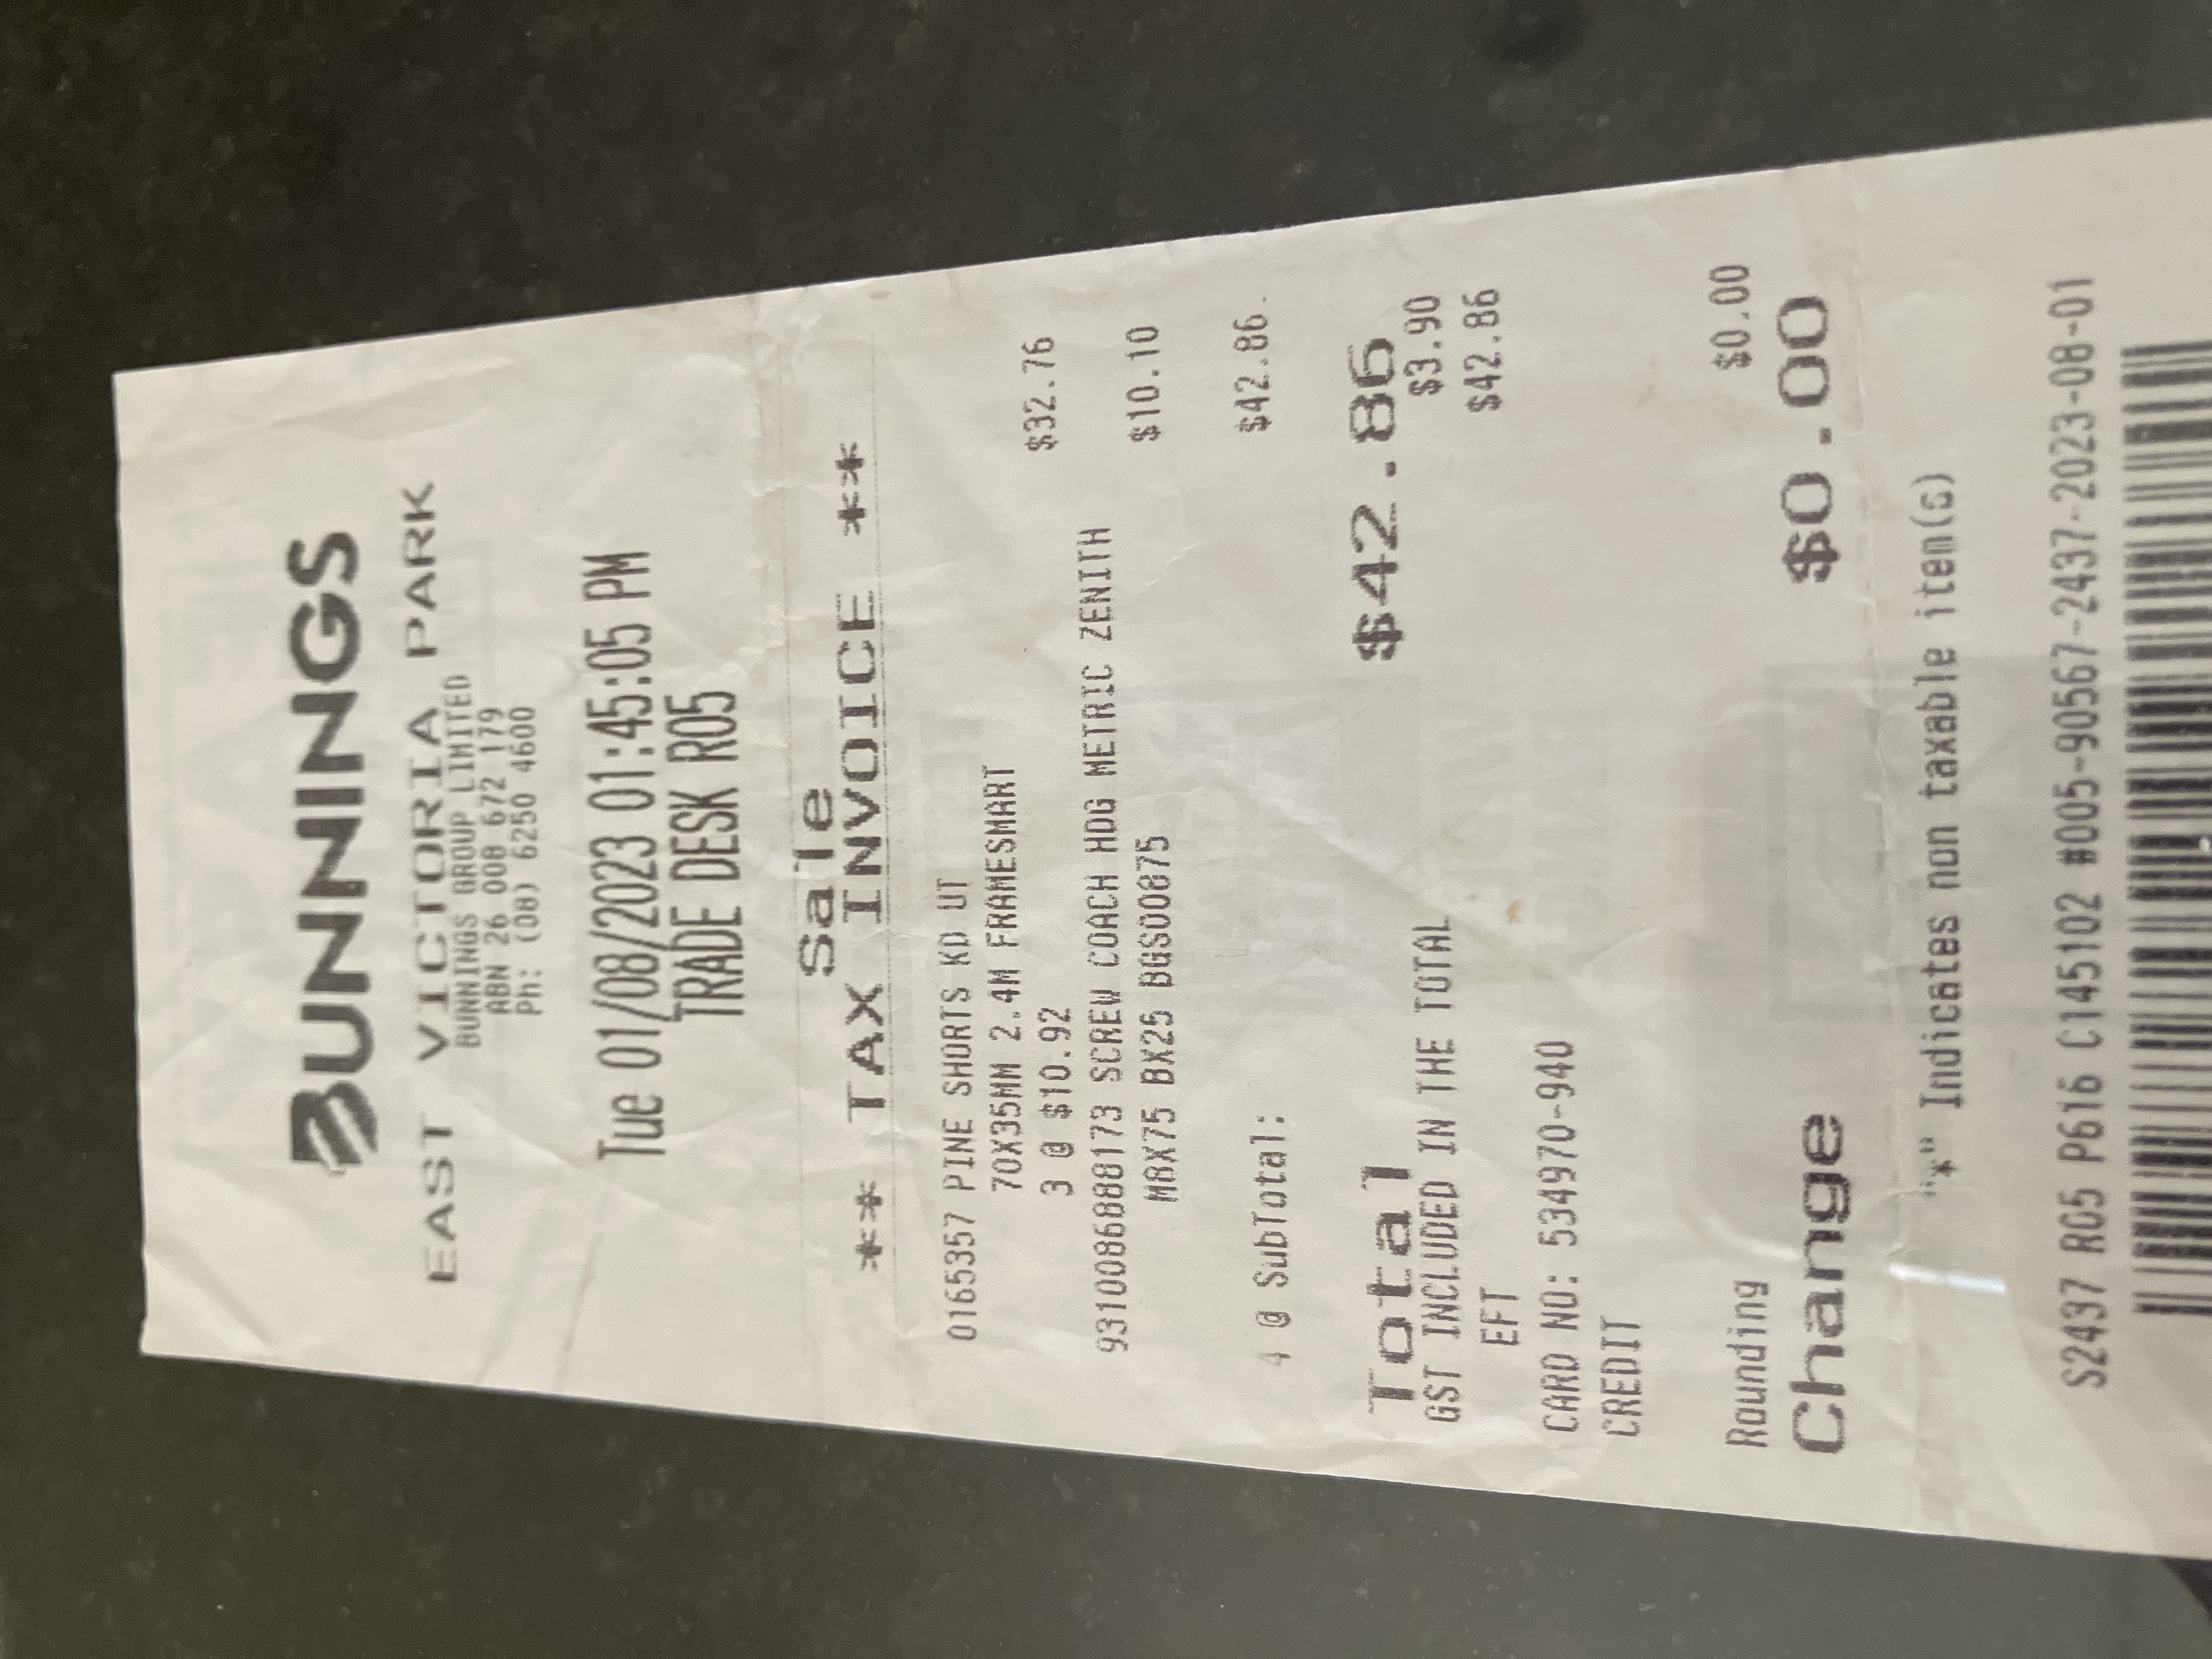 BUNNINGS
EAST VICTORIA PARK
BUNNINGS GROUP LIMITED
ABN 26 008 672 179
Ph: (08) 6250 4600
Tue 01/08/2023 01:45:05 PM
TRADE DESK R05
Sale
** TAX INVOICE **
0165357 PINE SHORTS KD UT
70X35MM 2.4M FRAMESMART
3 @ $10.92 $32.76
9310086888173 SCREW COACH HDG METRIC ZENITH
M8X75 BX25 BGS00875 $10.10
4 @ SubTotal: $42.86
Total $42.86
GST INCLUDED IN THE TOTAL $3.90
EFT $42.86
CARD NO: 534970-940
CREDIT
Rounding $0.00
Change $0.00
"*" Indicates non taxable item(s)
S2437 R05 P616 C145102 #005-90567-2437-2023-08-01